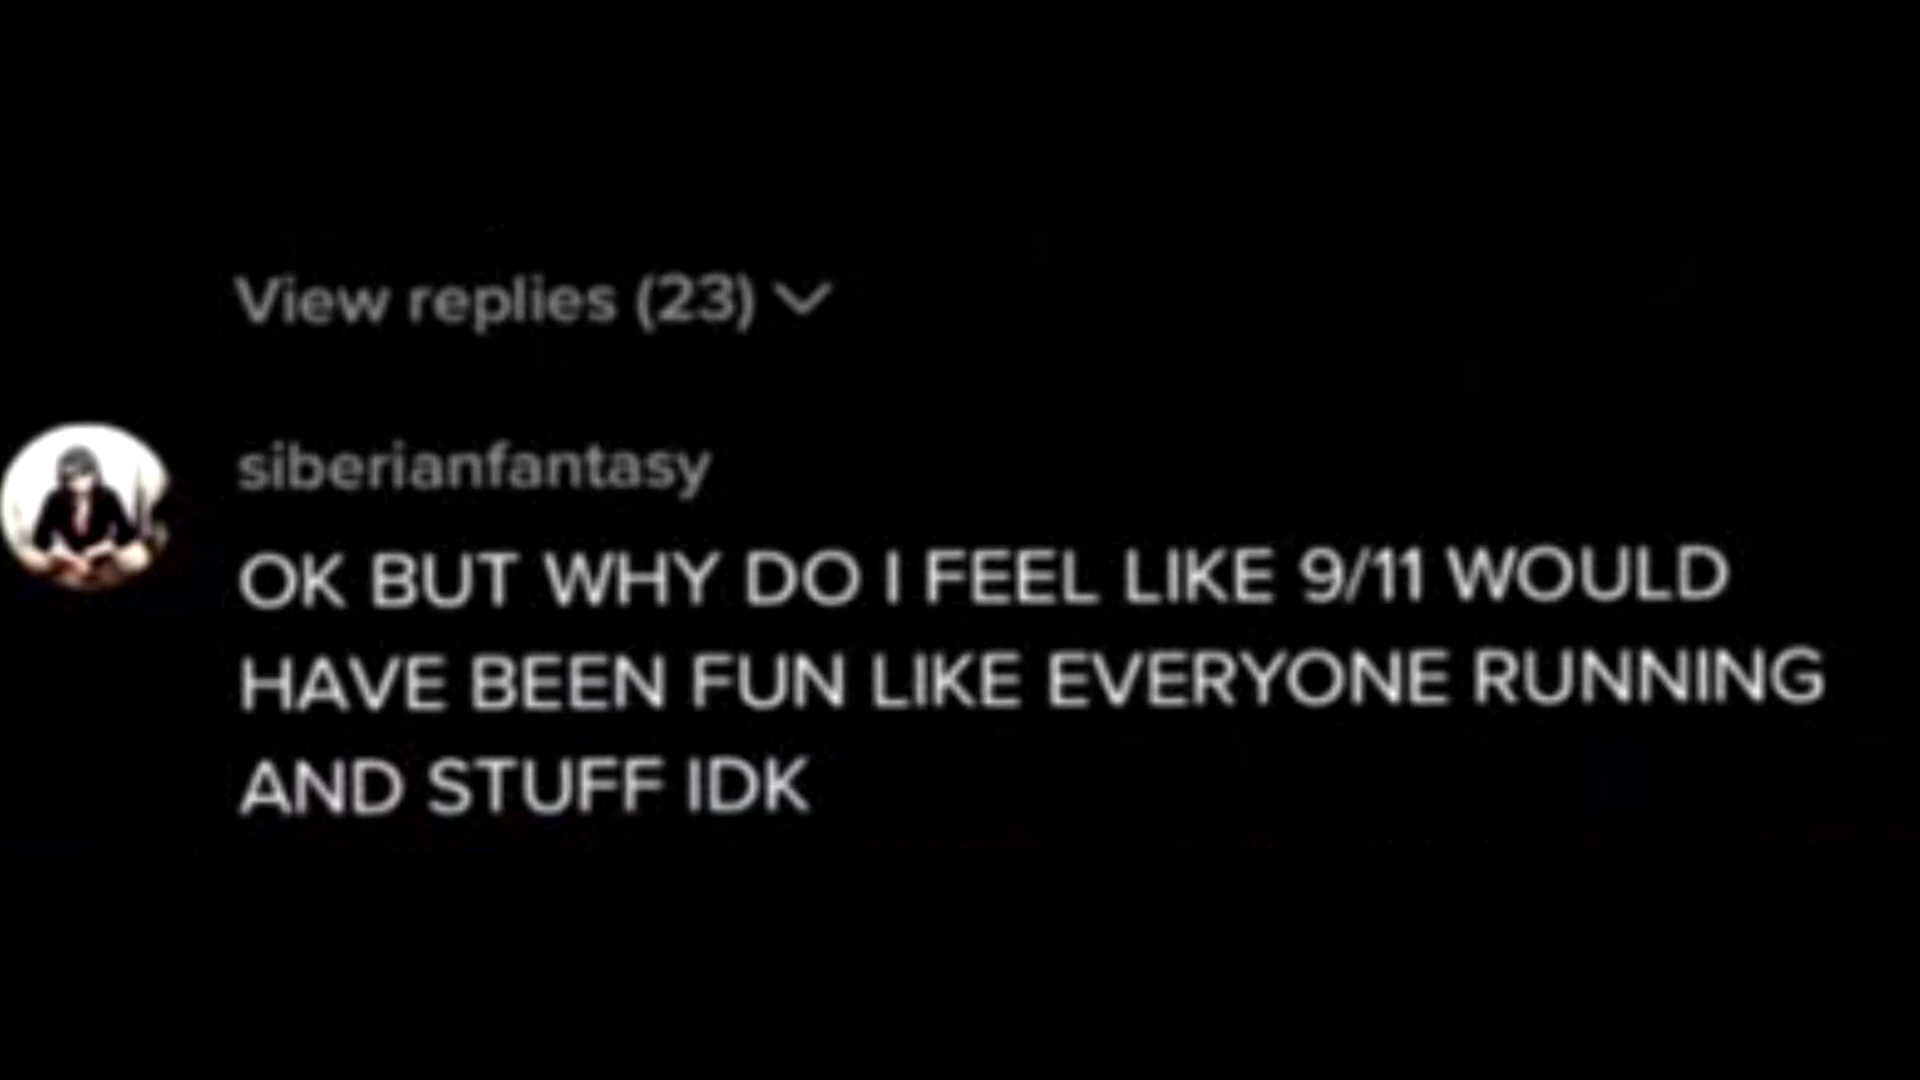 View replies (23)
siberianfantasy
OK BUT WHY DO I FEEL LIKE 9/11 WOULD
HAVE BEEN FUN LIKE EVERYONE RUNNING
AND STUFF IDK